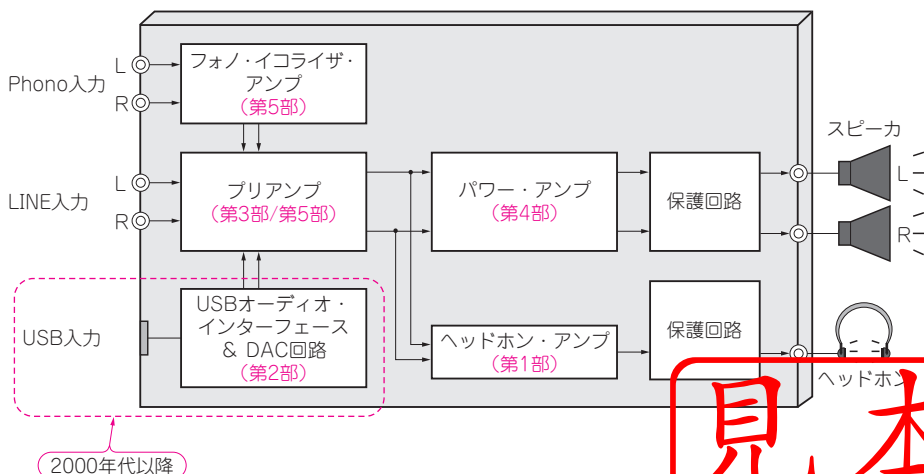 Phono入力
L
R
フォノ・イコライザ・
アンプ
(第5部)
LINE入力
L
R
プリアンプ
(第3部/第5部)
パワー・アンプ
(第4部)
保護回路
スピーカ
L
R
USB入力
USBオーディオ・
インターフェース
& DAC回路
(第2部)
ヘッドホン・アンプ
(第1部)
保護回路
ヘッドホン
2000年代以降
見本